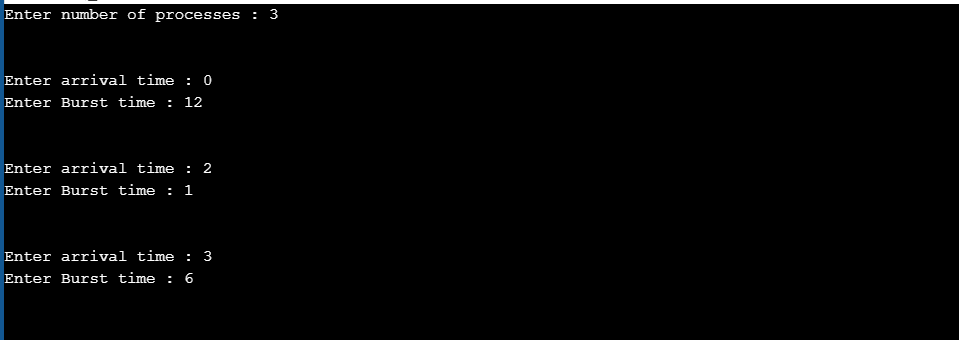 Enter number of processes : 3
Enter arrival time : 0
Enter Burst time : 12
Enter arrival time : 2
Enter Burst time : 1
Enter arrival time : 3
Enter Burst time : 6